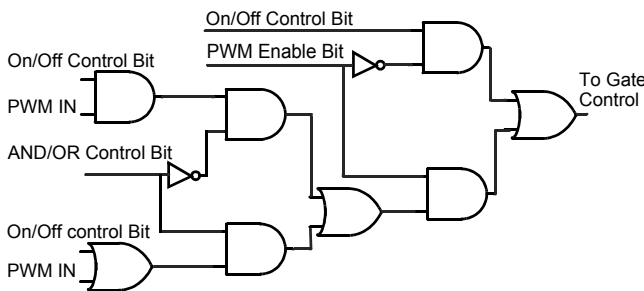 On/Off Control Bit
PWM Enable Bit
On/Off Control Bit
PWM IN
To Gate
Control
AND/OR Control Bit
On/Off control Bit
PWM IN